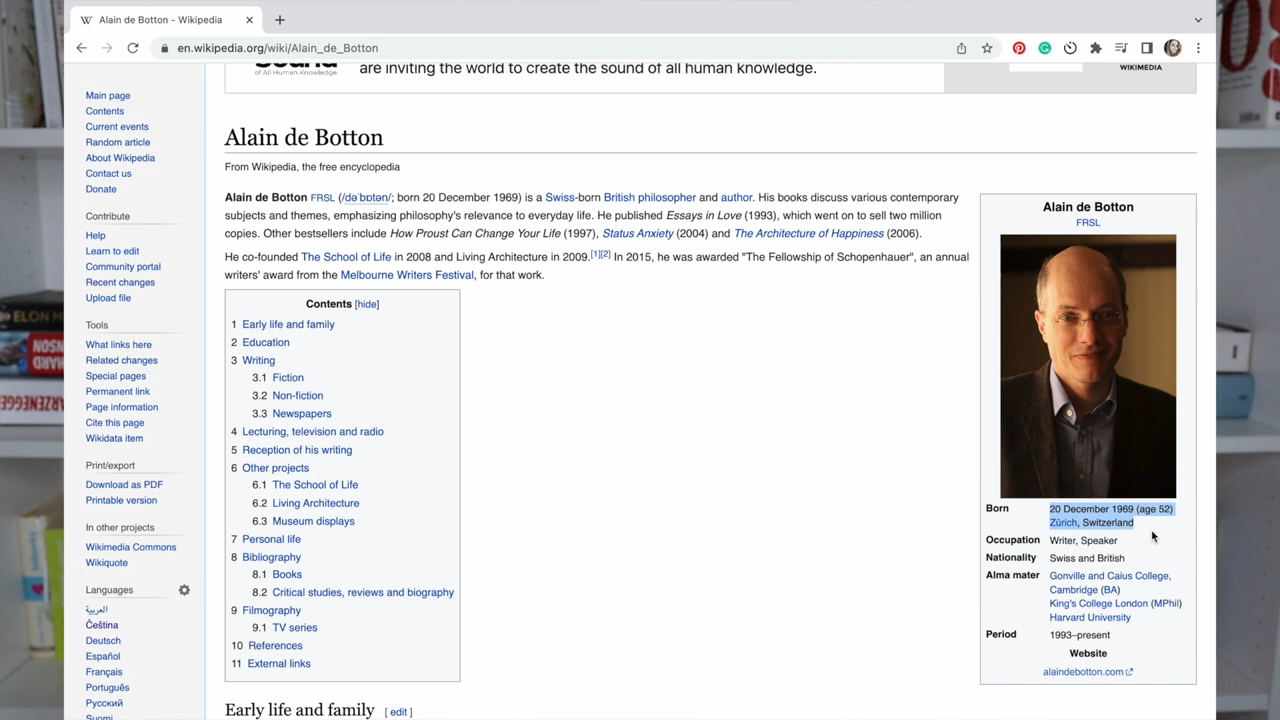 Alain de Botton - Wikipedia
en.wikipedia.org/wiki/Alain_de_Botton
Sound
of All Human Knowledge
are inviting the world to create the sound of all human knowledge.
WIKIMEDIA
Main page
Contents
Current events
Random article
About Wikipedia
Contact us
Donate
Contribute
Help
Learn to edit
Community portal
Recent changes
Upload file
Tools
What links here
Related changes
Special pages
Permanent link
Page information
Cite this page
Wikidata item
Print/export
Download as PDF
Printable version
In other projects
Wikimedia Commons
Wikiquote
Languages
العربية
Čeština
Deutsch
Español
Français
Português
Русский
Suomi
Alain de Botton
From Wikipedia, the free encyclopedia
Alain de Botton FRSL (/dəˈbɒtən/; born 20 December 1969) is a Swiss-born British philosopher and author. His books discuss various contemporary
subjects and themes, emphasizing philosophy's relevance to everyday life. He published Essays in Love (1993), which went on to sell two million
copies. Other bestsellers include How Proust Can Change Your Life (1997), Status Anxiety (2004) and The Architecture of Happiness (2006).
He co-founded The School of Life in 2008 and Living Architecture in 2009.[1][2] In 2015, he was awarded "The Fellowship of Schopenhauer", an annual
writers' award from the Melbourne Writers Festival, for that work.
Contents [hide]
1 Early life and family
2 Education
3 Writing
3.1 Fiction
3.2 Non-fiction
3.3 Newspapers
4 Lecturing, television and radio
5 Reception of his writing
6 Other projects
6.1 The School of Life
6.2 Living Architecture
6.3 Museum displays
7 Personal life
8 Bibliography
8.1 Books
8.2 Critical studies, reviews and biography
9 Filmography
9.1 TV series
10 References
11 External links
Early life and family [ edit ]
Alain de Botton
FRSL
Born 20 December 1969 (age 52)
Zürich, Switzerland
Occupation Writer, Speaker
Nationality Swiss and British
Alma mater Gonville and Caius College,
Cambridge (BA)
King's College London (MPhil)
Harvard University
Period 1993–present
Website
alaindebotton.com
ELON M